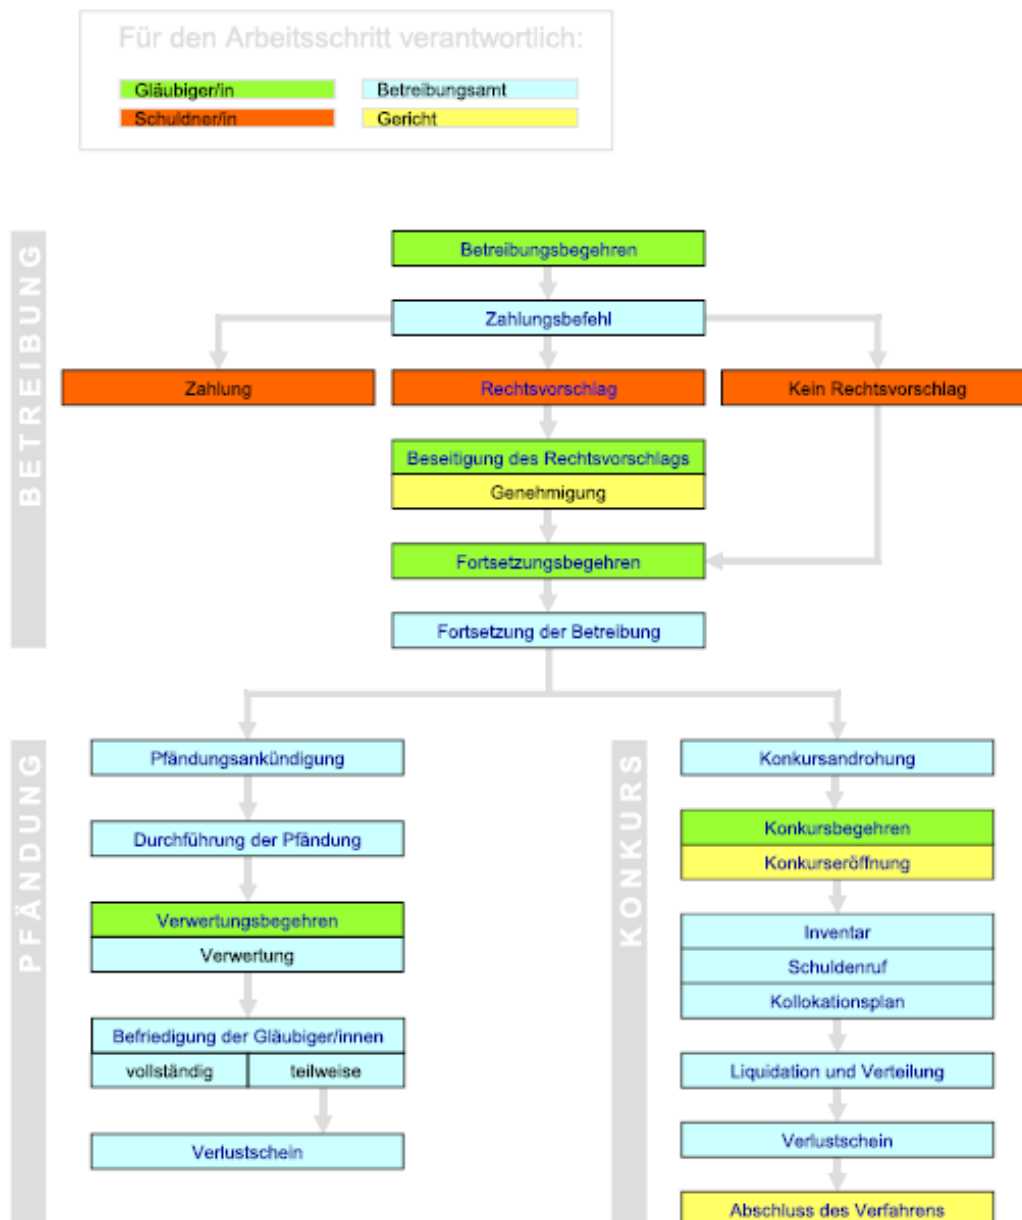 Für den Arbeitsschritt verantwortlich:
Gläubiger/in
Betreibungsamt
Schuldner/in
Gericht
BETREIBUNG
Betreibungsbegehren
Zahlungsbefehl
Zahlung
Rechtsvorschlag
Kein Rechtsvorschlag
Beseitigung des Rechtsvorschlags
Genehmigung
Fortsetzungsbegehren
Fortsetzung der Betreibung
PFÄNDUNG
Pfändungsankündigung
Durchführung der Pfändung
Verwertungsbegehren
Verwertung
Befriedigung der Gläubiger/innen
vollständig
teilweise
Verlustschein
KONKURS
Konkursandrohung
Konkursbegehren
Konkurseröffnung
Inventar
Schuldenruf
Kollokationsplan
Liquidation und Verteilung
Verlustschein
Abschluss des Verfahrens